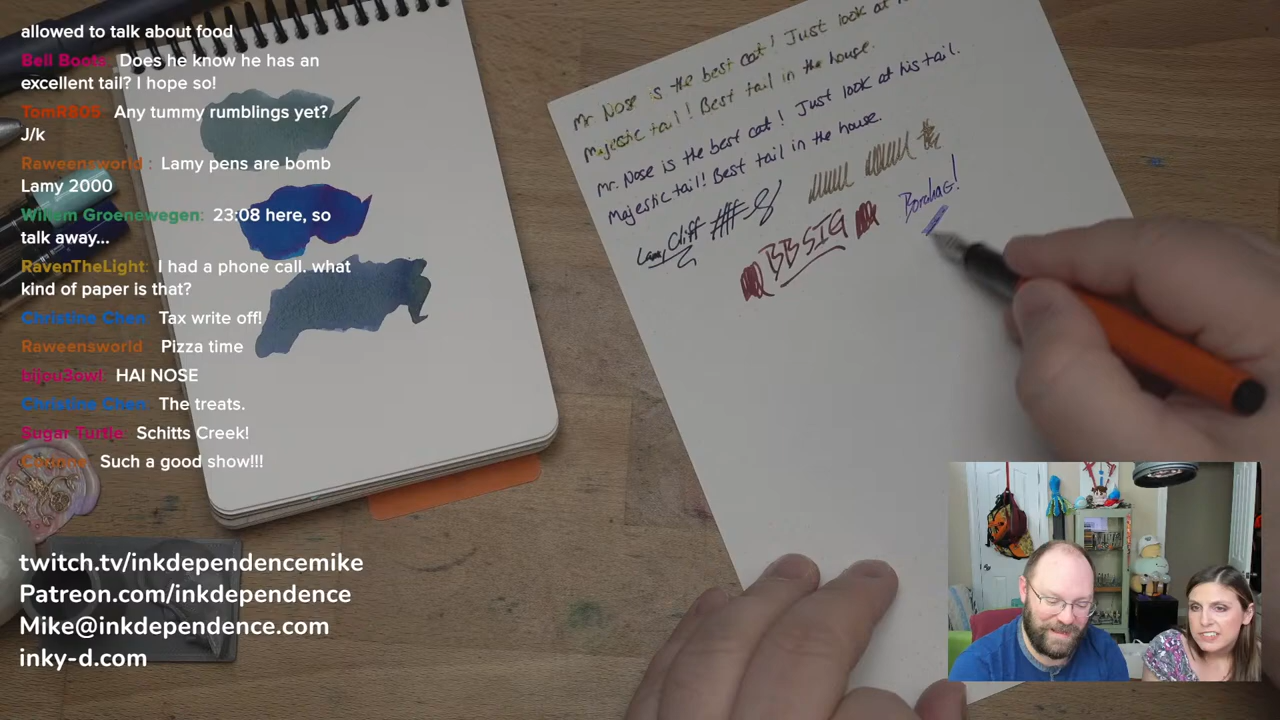 allowed to talk about food
Bell Boots: Does he know he has an
excellent tail? I hope so!
TomR805: Any tummy rumblings yet?
J/k
Raweensworld : Lamy pens are bomb
Lamy 2000
Willem Groenewegen: 23:08 here, so
talk away...
RavenTheLight: I had a phone call. what
kind of paper is that?
Christine Chen: Tax write off!
Raweensworld Pizza time
bijou3owl: HAI NOSE
Christine Chen: The treats.
Sugar Turtle: Schitts Creek!
Such a good show!!!
twitch.tv/inkdependencemike
Patreon.com/inkdependence
Mike@inkdependence.com
inky-d.com
Mr. Nose is the best cat! Just look at
Majestic tail! Best tail in the house.
Mr. Nose is the best cat! Just look at his tail.
Majestic tail! Best tail in the house.
Lamy Cliff
BBSIG